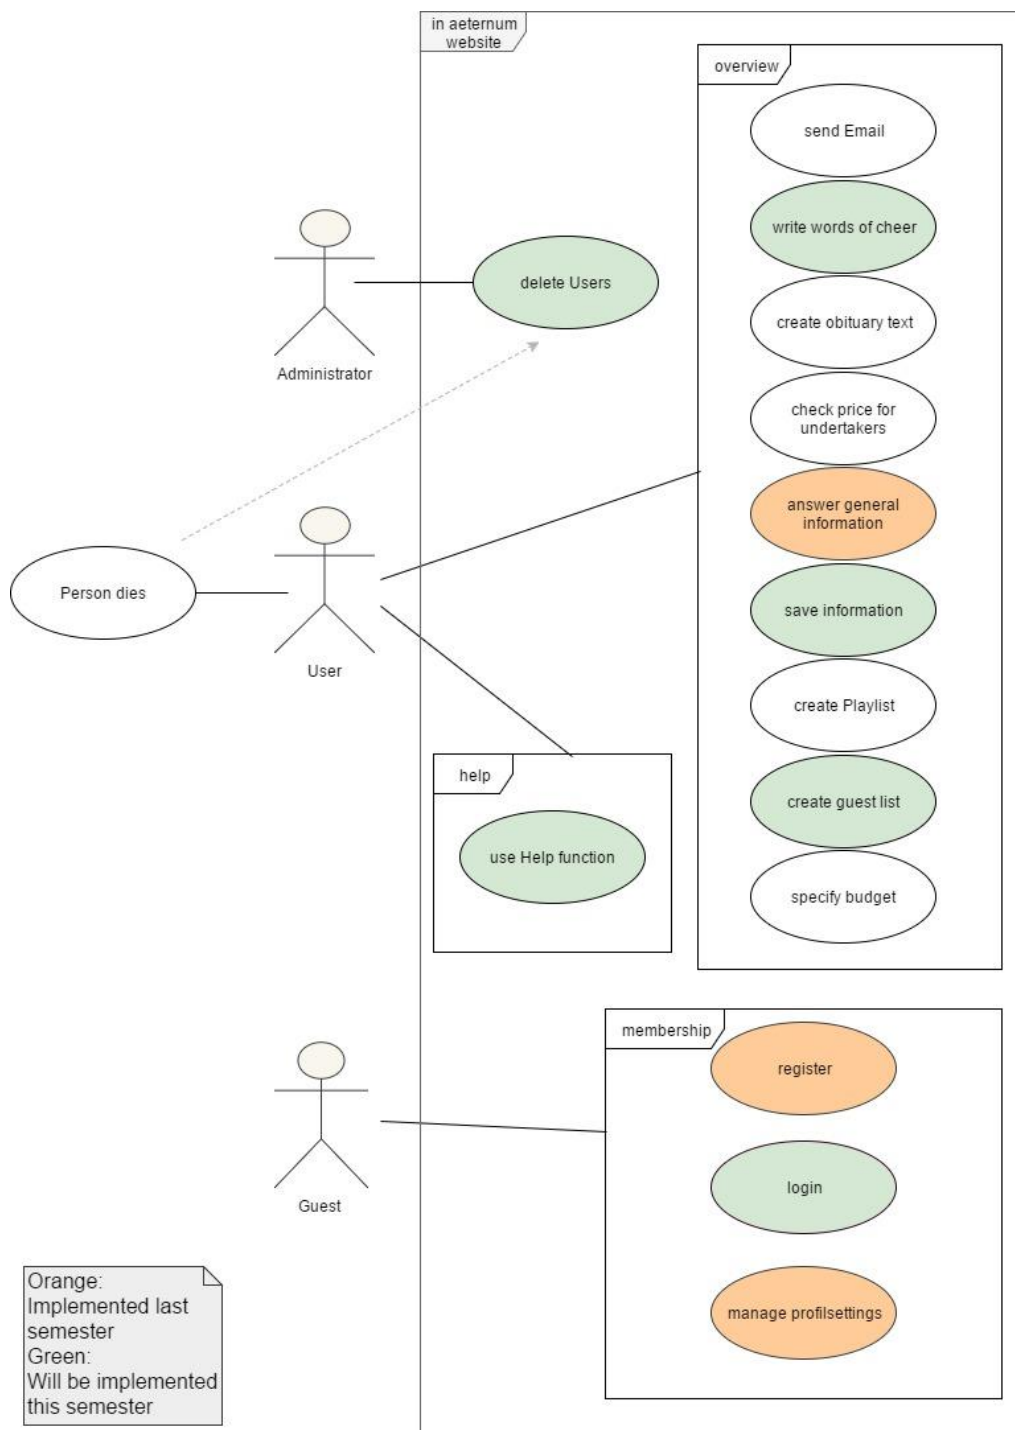 in aeternum
website
overview
send Email
write words of cheer
delete Users
create obituary text
Administrator
check price for
undertakers
answer general
information
Person dies
save information
User
create Playlist
help
create guest list
use Help function
specify budget
membership
register
login
Guest
Orange:
Implemented last
semester
Green:
Will be implemented
this semester
manage profilsettings